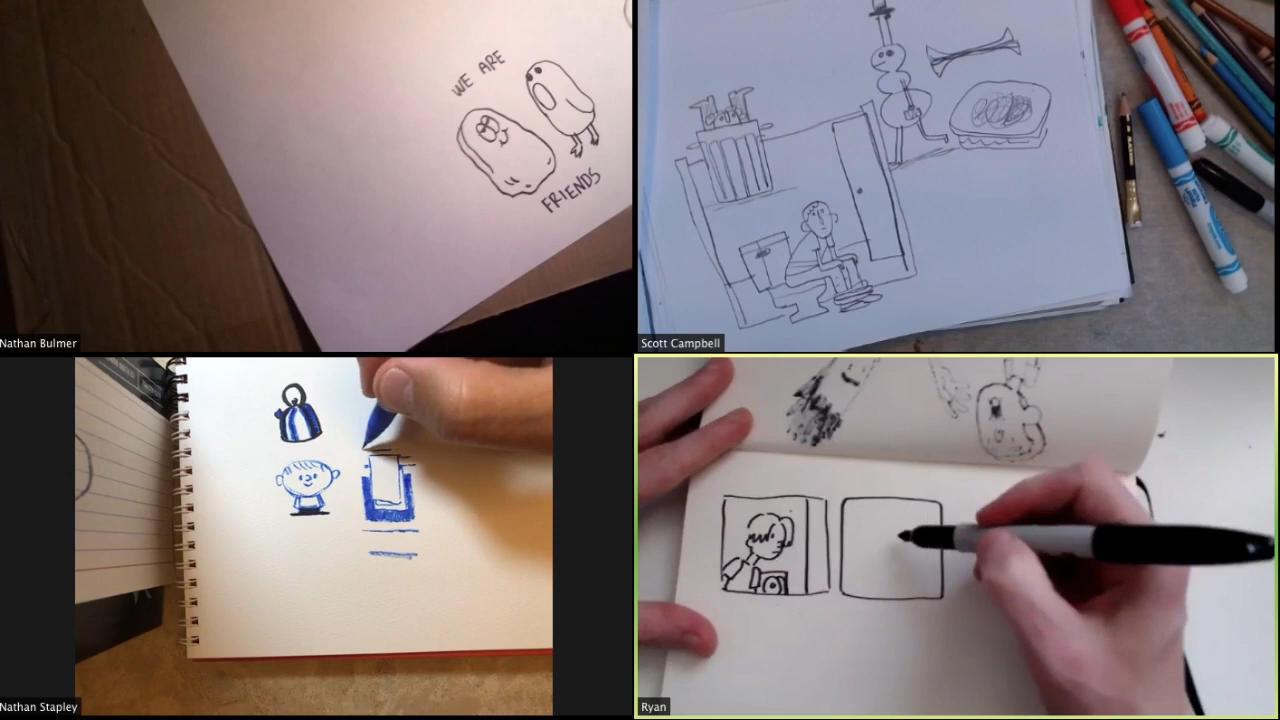 WE ARE
FRIENDS
Nathan Bulmer
Scott Campbell
Nathan Stapley
Ryan